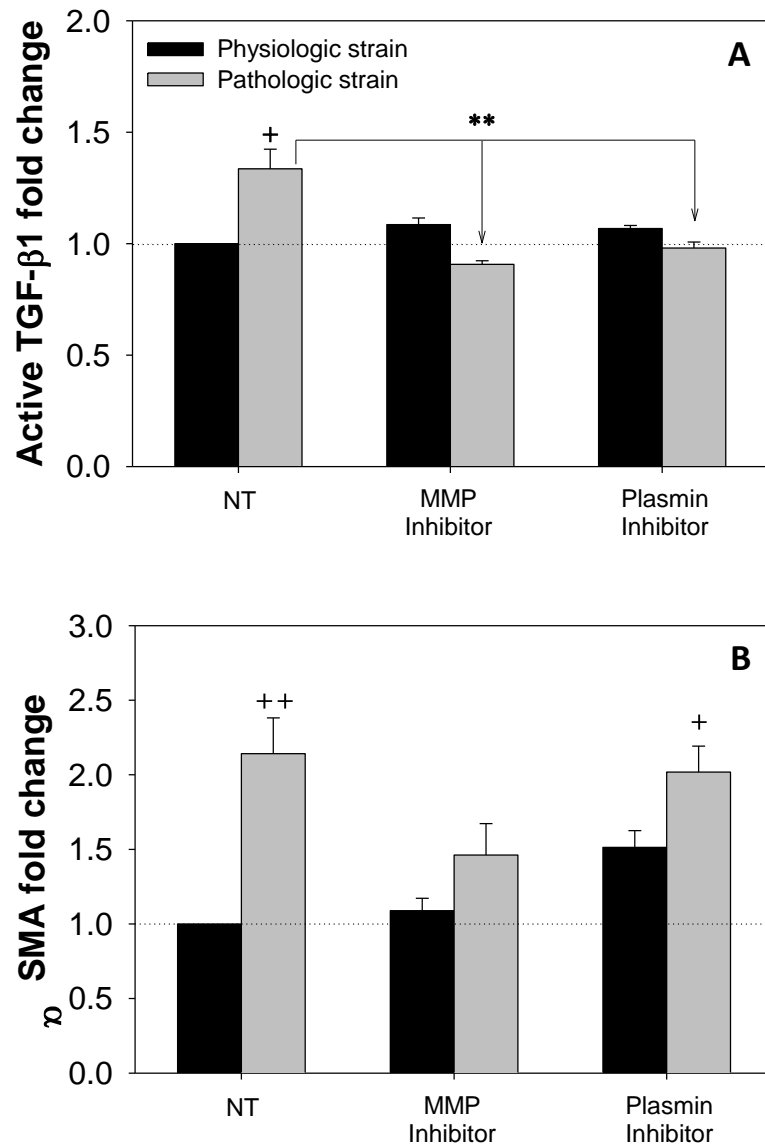 2.0
Physiologic strain
A
Pathologic strain
**
+
1.5
1.0
0.5
0.0
Active TGF-β1 fold change
NT
MMP
Inhibitor
Plasmin
Inhibitor
3.0
B
++
2.5
+
2.0
1.5
1.0
0.5
0.0
α SMA fold change
NT
MMP
Inhibitor
Plasmin
Inhibitor